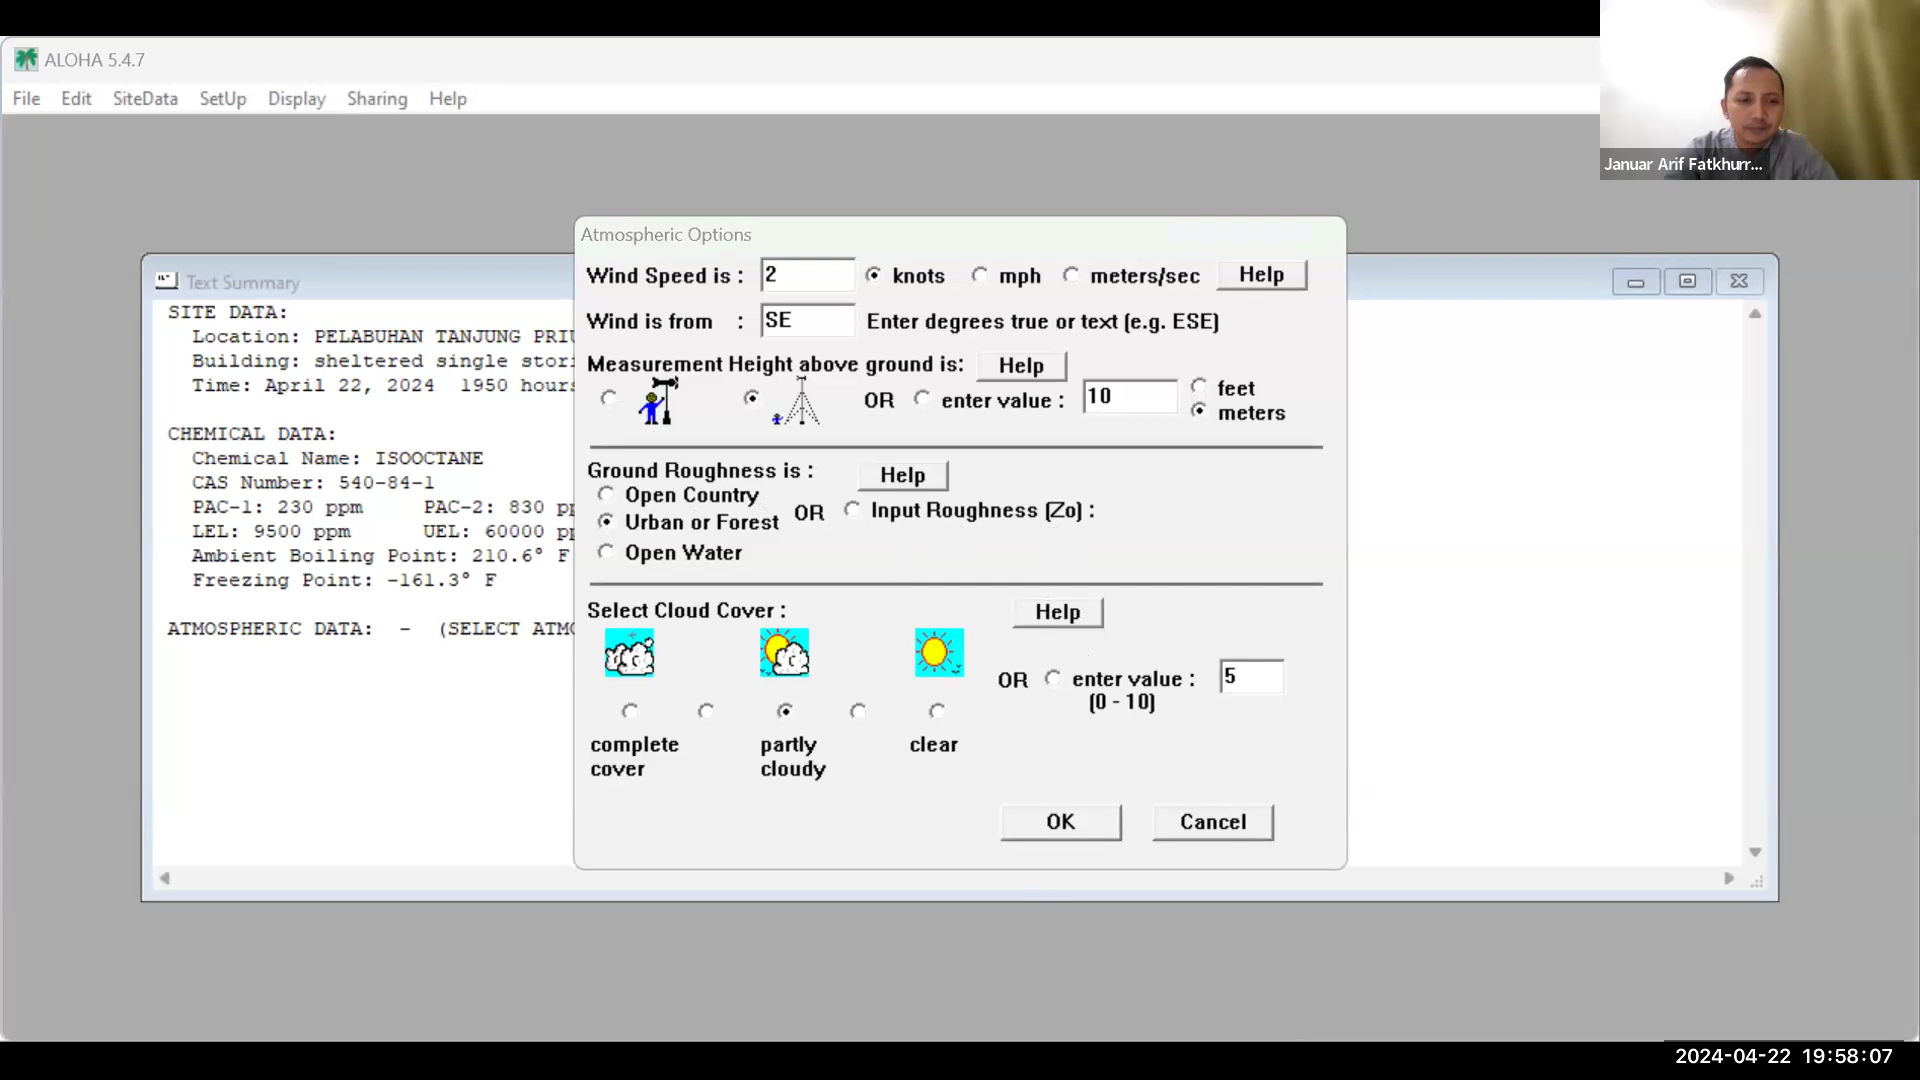 ALOHA 5.4.7
File Edit SiteData SetUp Display Sharing Help
Januar Arif Fatkhurr...
Text Summary
SITE DATA:
Location: PELABUHAN TANJUNG PRIU
Building: sheltered single stori
Time: April 22, 2024 1950 hours
CHEMICAL DATA:
Chemical Name: ISOOCTANE
CAS Number: 540-84-1
PAC-1: 230 ppm PAC-2: 830 pp
LEL: 9500 ppm UEL: 60000 pp
Ambient Boiling Point: 210.6° F
Freezing Point: -161.3° F
ATMOSPHERIC DATA: - (SELECT ATMO
Atmospheric Options
Wind Speed is : 2 knots mph meters/sec Help
Wind is from : SE Enter degrees true or text (e.g. ESE)
Measurement Height above ground is: Help
OR enter value : 10 feet
meters
Ground Roughness is : Help
Open Country
Urban or Forest OR Input Roughness (Zo) :
Open Water
Select Cloud Cover : Help
OR enter value : 5
(0 - 10)
complete cover
partly cloudy
clear
OK Cancel
2024-04-22 19:58:07